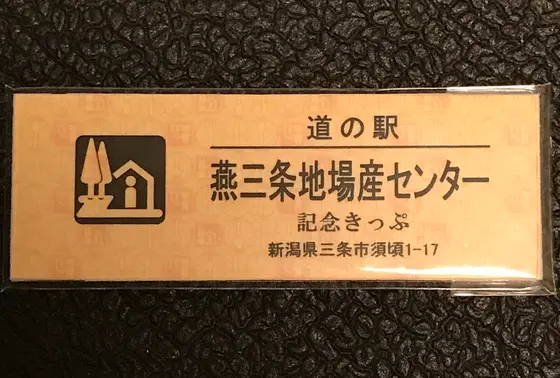 道の駅
燕三条地場産センター
記念きっぷ
新潟県三条市須頃1-17